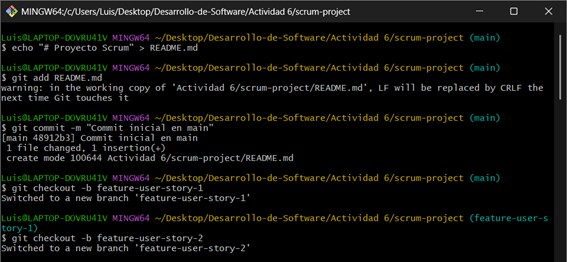 MINGW64:/c/Users/Luis/Desktop/Desarrollo-de-Software/Actividad 6/scrum-project
Luis@LAPTOP-DOVRU41V MINGW64 ~/Desktop/Desarrollo-de-Software/Actividad 6/scrum-project (main)
$ echo "# Proyecto Scrum" > README.md
Luis@LAPTOP-DOVRU41V MINGW64 ~/Desktop/Desarrollo-de-Software/Actividad 6/scrum-project (main)
$ git add README.md
warning: in the working copy of 'Actividad 6/scrum-project/README.md', LF will be replaced by CRLF the
next time Git touches it
Luis@LAPTOP-DOVRU41V MINGW64 ~/Desktop/Desarrollo-de-Software/Actividad 6/scrum-project (main)
$ git commit -m "Commit inicial en main"
[main 48912b3] Commit inicial en main
 1 file changed, 1 insertion(+)
 create mode 100644 Actividad 6/scrum-project/README.md
Luis@LAPTOP-DOVRU41V MINGW64 ~/Desktop/Desarrollo-de-Software/Actividad 6/scrum-project (main)
$ git checkout -b feature-user-story-1
Switched to a new branch 'feature-user-story-1'
Luis@LAPTOP-DOVRU41V MINGW64 ~/Desktop/Desarrollo-de-Software/Actividad 6/scrum-project (feature-user-s
tory-1)
$ git checkout -b feature-user-story-2
Switched to a new branch 'feature-user-story-2'